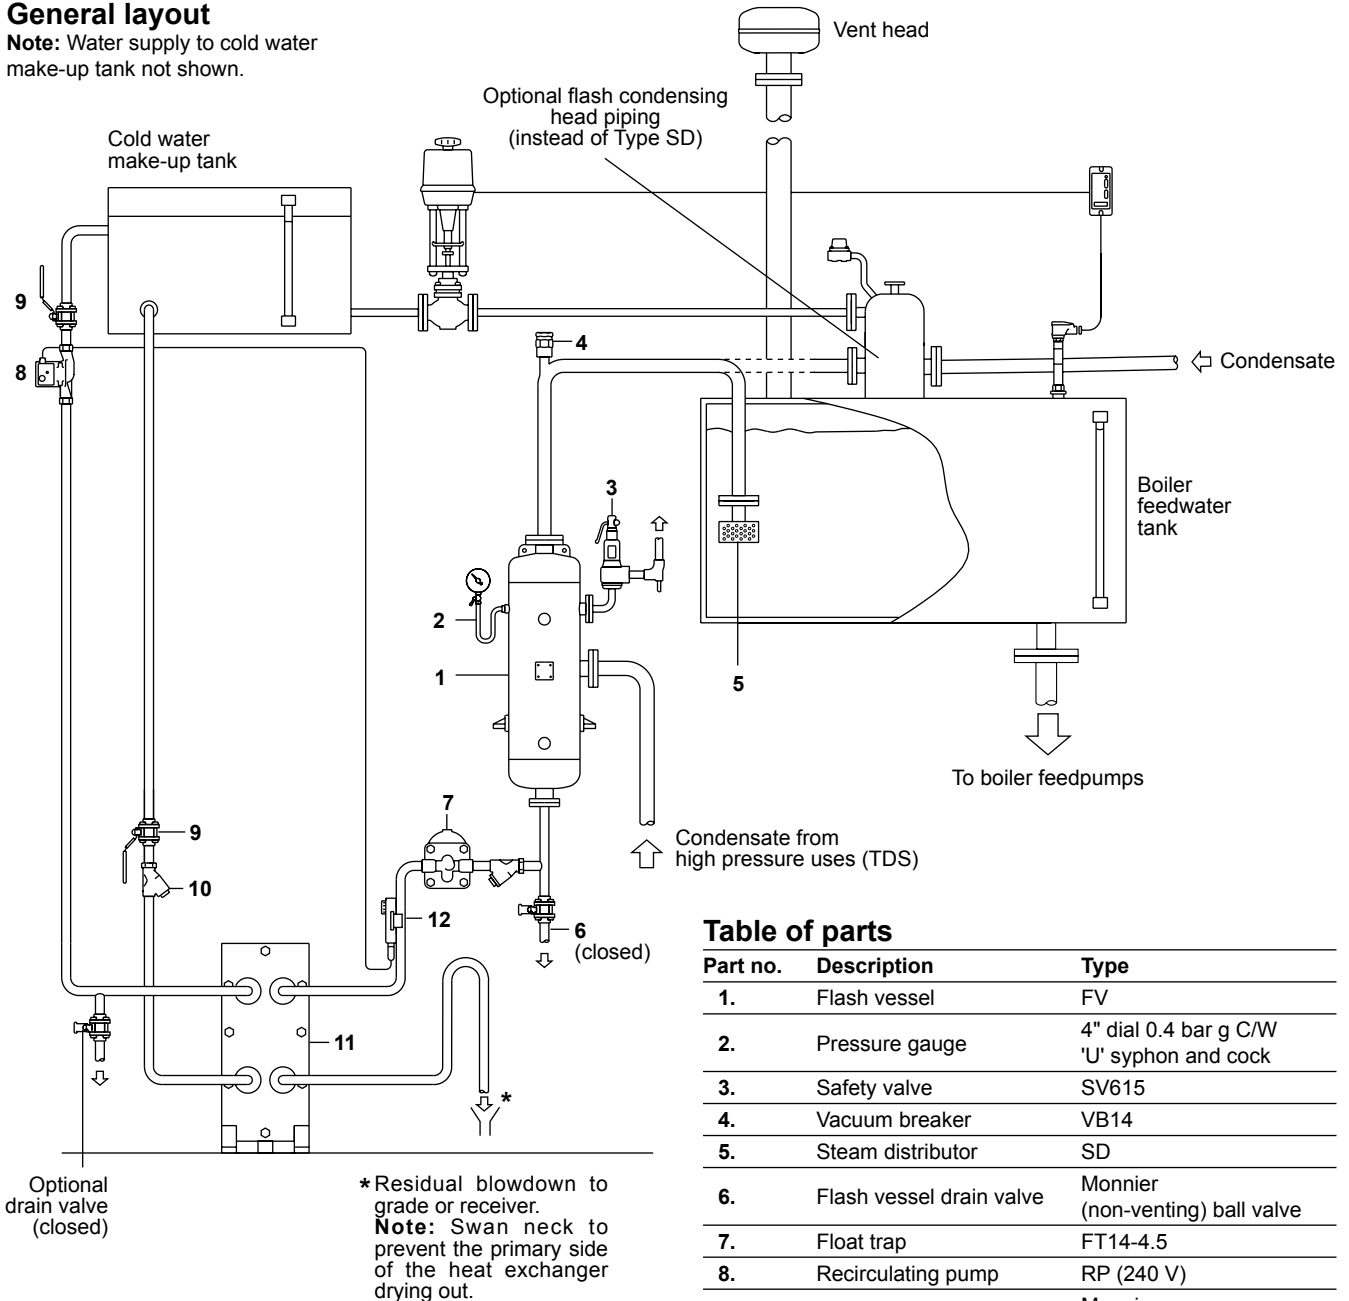 General layout
Note: Water supply to cold water
make-up tank not shown.
Vent head
Optional flash condensing
head piping
(instead of Type SD)
Cold water
make-up tank
9
8
4
Condensate
3
Boiler
feedwater
tank
2
1
5
To boiler feedpumps
7
9
Condensate from
high pressure uses (TDS)
10
12
6
(closed)
11
*
Optional
drain valve
(closed)
*Residual blowdown to
grade or receiver.
Note: Swan neck to
prevent the primary side
of the heat exchanger
drying out.
Table of parts
Part no. Description Type
1. Flash vessel FV
2. Pressure gauge 4" dial 0.4 bar g C/W
'U' syphon and cock
3. Safety valve SV615
4. Vacuum breaker VB14
5. Steam distributor SD
6. Flash vessel drain valve Monnier
(non-venting) ball valve
7. Float trap FT14-4.5
8. Recirculating pump RP (240 V)